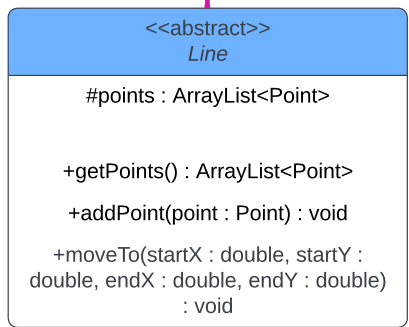 <<abstract>>
Line
#points : ArrayList<Point>
+getPoints() : ArrayList<Point>
+addPoint(point : Point) : void
+moveTo(startX : double, startY :
double, endX : double, endY : double)
: void